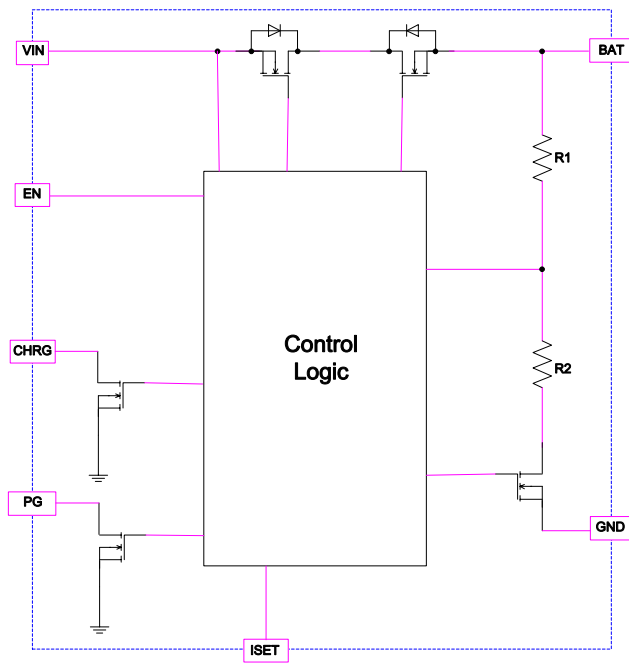 VIN
BAT
R1
EN
Control
Logic
CHRG
R2
PG
GND
ISET